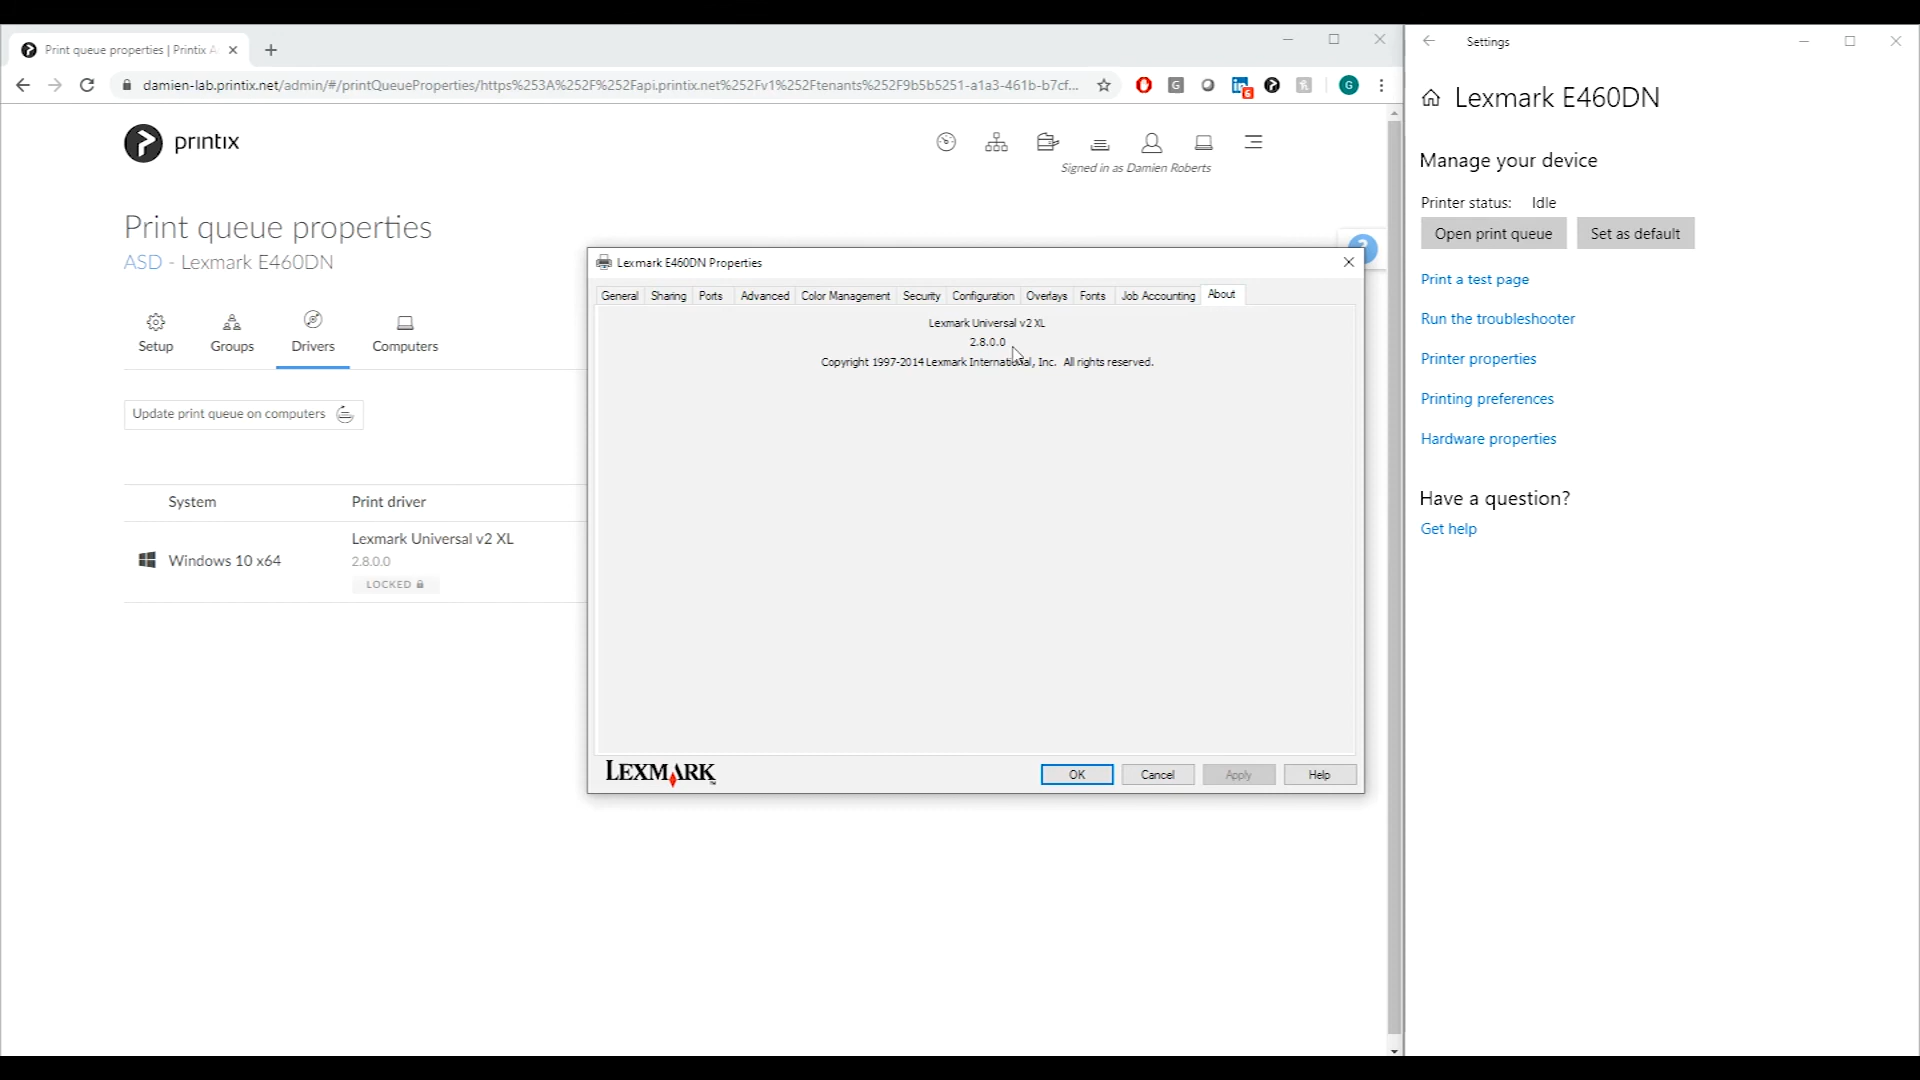 Print queue properties | Printix A
damien-lab.printix.net/admin/#/printQueueProperties/https%253A%252F%252Fapi.printix.net%252Fv1%252Ftenants%252F9b5b5251-a1a3-461b-b7cf...
G
6
G
printix
Signed in as Damien Roberts
Print queue properties
ASD - Lexmark E460DN
Setup
Groups
Drivers
Computers
Update print queue on computers
System
Print driver
Windows 10 x64
Lexmark Universal v2 XL
2.8.0.0
LOCKED
?
Lexmark E460DN Properties
General
Sharing
Ports
Advanced
Color Management
Security
Configuration
Overlays
Fonts
Job Accounting
About
Lexmark Universal v2 XL
2.8.0.0
Copyright 1997-2014 Lexmark International, Inc. All rights reserved.
LEXMARK
OK
Cancel
Apply
Help
Settings
Lexmark E460DN
Manage your device
Printer status: Idle
Open print queue
Set as default
Print a test page
Run the troubleshooter
Printer properties
Printing preferences
Hardware properties
Have a question?
Get help